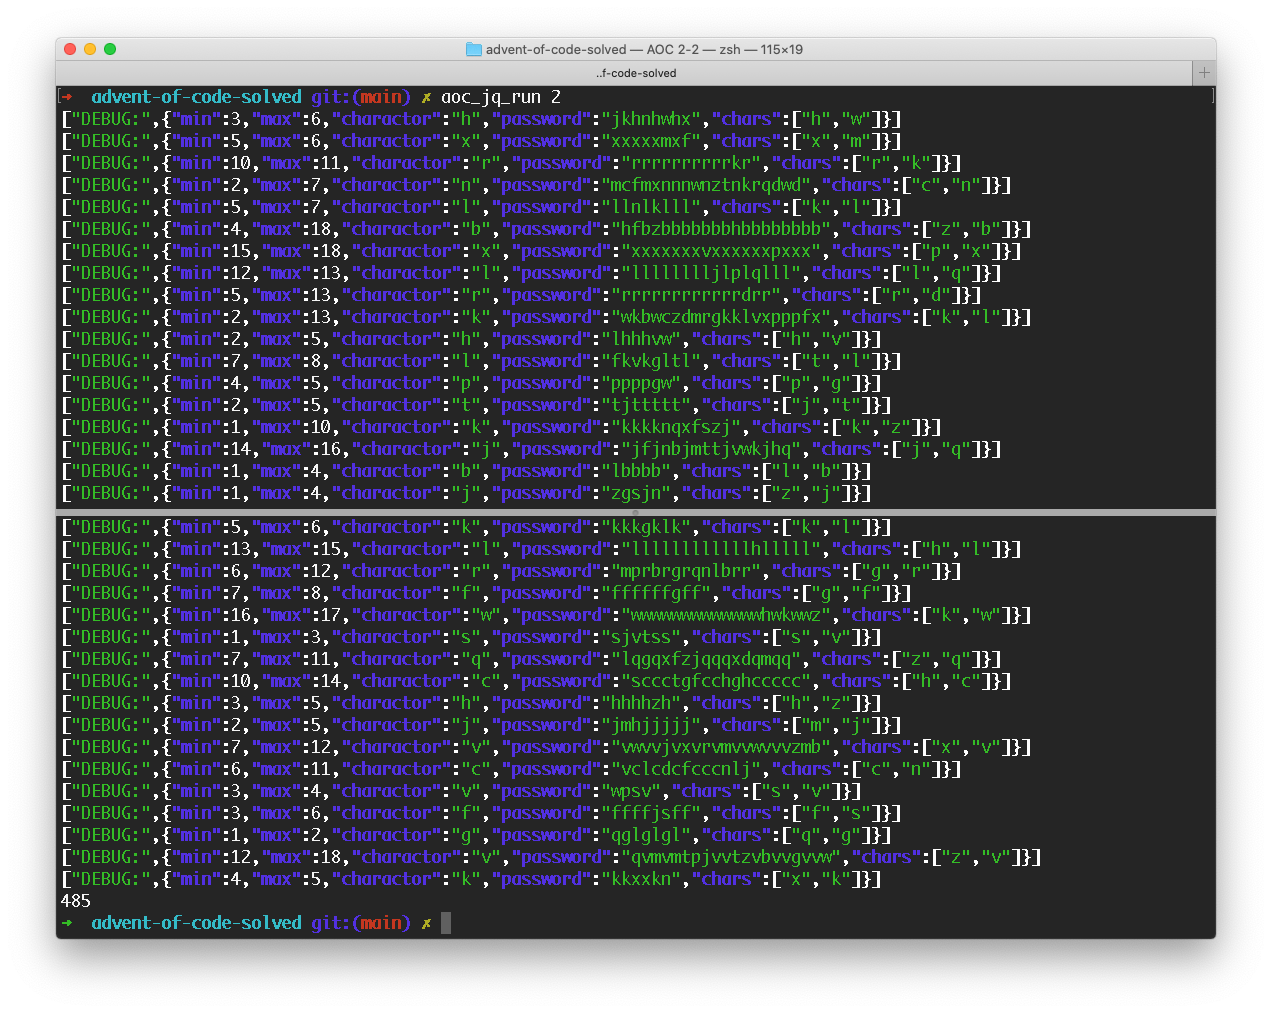 advent-of-code-solved — AOC 2-2 — zsh — 115×19
..f-code-solved
[→ advent-of-code-solved git:(main) ✗ aoc_jq_run 2 ]
["DEBUG:",{"min":3,"max":6,"charactor":"h","password":"jkhnhwhx","chars":["h","w"]}]
["DEBUG:",{"min":5,"max":6,"charactor":"x","password":"xxxxxmxf","chars":["x","m"]}]
["DEBUG:",{"min":10,"max":11,"charactor":"r","password":"rrrrrrrrrrkr","chars":["r","k"]}]
["DEBUG:",{"min":2,"max":7,"charactor":"n","password":"mcfmxnnnwnztnkrqdwd","chars":["c","n"]}]
["DEBUG:",{"min":5,"max":7,"charactor":"l","password":"llnlklll","chars":["k","l"]}]
["DEBUG:",{"min":4,"max":18,"charactor":"b","password":"hfbzbbbbbbbhbbbbbbbb","chars":["z","b"]}]
["DEBUG:",{"min":15,"max":18,"charactor":"x","password":"xxxxxxxvxxxxxxpxxx","chars":["p","x"]}]
["DEBUG:",{"min":12,"max":13,"charactor":"l","password":"lllllllljlplqlll","chars":["l","q"]}]
["DEBUG:",{"min":5,"max":13,"charactor":"r","password":"rrrrrrrrrrrrdrr","chars":["r","d"]}]
["DEBUG:",{"min":2,"max":13,"charactor":"k","password":"wkbwczdmrgkklvxpppfx","chars":["k","l"]}]
["DEBUG:",{"min":2,"max":5,"charactor":"h","password":"lhhhvw","chars":["h","v"]}]
["DEBUG:",{"min":7,"max":8,"charactor":"l","password":"fkvkgltl","chars":["t","l"]}]
["DEBUG:",{"min":4,"max":5,"charactor":"p","password":"ppppgw","chars":["p","g"]}]
["DEBUG:",{"min":2,"max":5,"charactor":"t","password":"tjttttt","chars":["j","t"]}]
["DEBUG:",{"min":1,"max":10,"charactor":"k","password":"kkkknqxfszj","chars":["k","z"]}]
["DEBUG:",{"min":14,"max":16,"charactor":"j","password":"jfjnbjmttjvwkjhq","chars":["j","q"]}]
["DEBUG:",{"min":1,"max":4,"charactor":"b","password":"lbbbb","chars":["l","b"]}]
["DEBUG:",{"min":1,"max":4,"charactor":"j","password":"zgsjn","chars":["z","j"]}]
["DEBUG:",{"min":5,"max":6,"charactor":"k","password":"kkkgklk","chars":["k","l"]}]
["DEBUG:",{"min":13,"max":15,"charactor":"l","password":"llllllllllllhlllll","chars":["h","l"]}]
["DEBUG:",{"min":6,"max":12,"charactor":"r","password":"mprbrgrqnlbrr","chars":["g","r"]}]
["DEBUG:",{"min":7,"max":8,"charactor":"f","password":"ffffffgff","chars":["g","f"]}]
["DEBUG:",{"min":16,"max":17,"charactor":"w","password":"wwwwwwwwwwwwwhwkwwz","chars":["k","w"]}]
["DEBUG:",{"min":1,"max":3,"charactor":"s","password":"sjvtss","chars":["s","v"]}]
["DEBUG:",{"min":7,"max":11,"charactor":"q","password":"lqgqxfzjqqqxdqmqq","chars":["z","q"]}]
["DEBUG:",{"min":10,"max":14,"charactor":"c","password":"sccctgfcchghccccc","chars":["h","c"]}]
["DEBUG:",{"min":3,"max":5,"charactor":"h","password":"hhhhzh","chars":["h","z"]}]
["DEBUG:",{"min":2,"max":5,"charactor":"j","password":"jmhjjjjj","chars":["m","j"]}]
["DEBUG:",{"min":7,"max":12,"charactor":"v","password":"vvvvjvxvrvmvvvvvvzmb","chars":["x","v"]}]
["DEBUG:",{"min":6,"max":11,"charactor":"c","password":"vclcdcfcccnlj","chars":["c","n"]}]
["DEBUG:",{"min":3,"max":4,"charactor":"v","password":"wpsv","chars":["s","v"]}]
["DEBUG:",{"min":3,"max":6,"charactor":"f","password":"ffffjsff","chars":["f","s"]}]
["DEBUG:",{"min":1,"max":2,"charactor":"g","password":"qglglgl","chars":["q","g"]}]
["DEBUG:",{"min":12,"max":18,"charactor":"v","password":"qvmvmtpjvvtzvbvvgvvw","chars":["z","v"]}]
["DEBUG:",{"min":4,"max":5,"charactor":"k","password":"kkxxkn","chars":["x","k"]}]
485
→ advent-of-code-solved git:(main) ✗